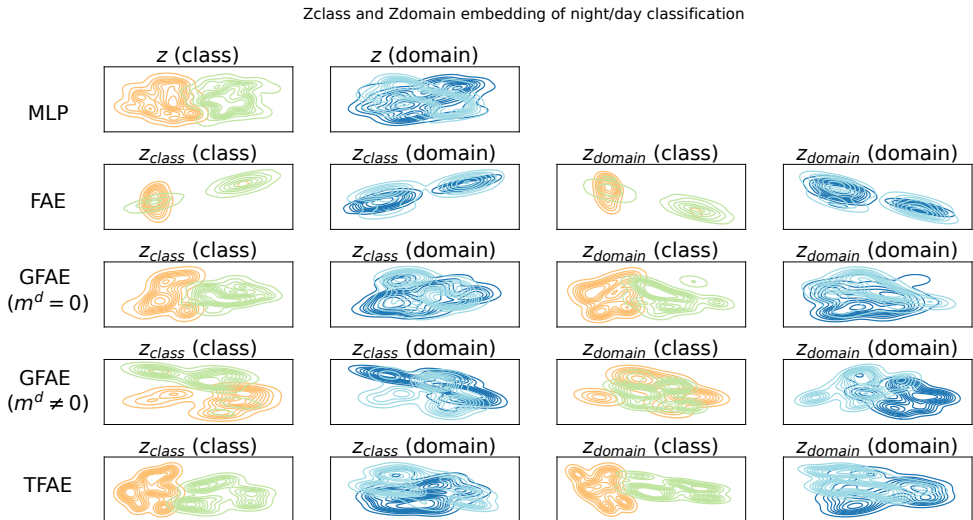 Zclass and Zdomain embedding of night/day classification
z (class) z (domain)
MLP
z_class (class) z_class (domain) z_domain (class) z_domain (domain)
FAE
z_class (class) z_class (domain) z_domain (class) z_domain (domain)
GFAE
(m^d = 0)
z_class (class) z_class (domain) z_domain (class) z_domain (domain)
GFAE
(m^d ≠ 0)
z_class (class) z_class (domain) z_domain (class) z_domain (domain)
TFAE